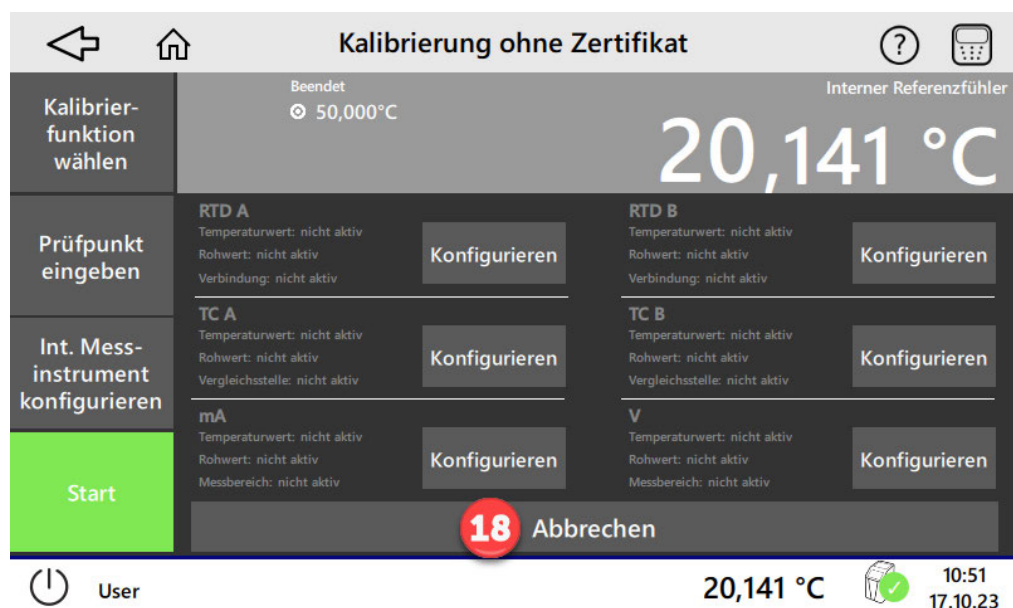 Kalibrierung ohne Zertifikat
?
Kalibrier-
funktion
wählen
Beendet
50,000°C
Interner Referenzfühler
20,141 °C
Prüfpunkt
eingeben
Int. Mess-
instrument
konfigurieren
Start
RTD A
Temperaturwert: nicht aktiv
Rohwert: nicht aktiv
Verbindung: nicht aktiv
Konfigurieren
RTD B
Temperaturwert: nicht aktiv
Rohwert: nicht aktiv
Verbindung: nicht aktiv
Konfigurieren
TC A
Temperaturwert: nicht aktiv
Rohwert: nicht aktiv
Vergleichsstelle: nicht aktiv
Konfigurieren
TC B
Temperaturwert: nicht aktiv
Rohwert: nicht aktiv
Vergleichsstelle: nicht aktiv
Konfigurieren
mA
Temperaturwert: nicht aktiv
Rohwert: nicht aktiv
Messbereich: nicht aktiv
Konfigurieren
V
Temperaturwert: nicht aktiv
Rohwert: nicht aktiv
Messbereich: nicht aktiv
Konfigurieren
18 Abbrechen
User
20,141 °C
10:51
17.10.23